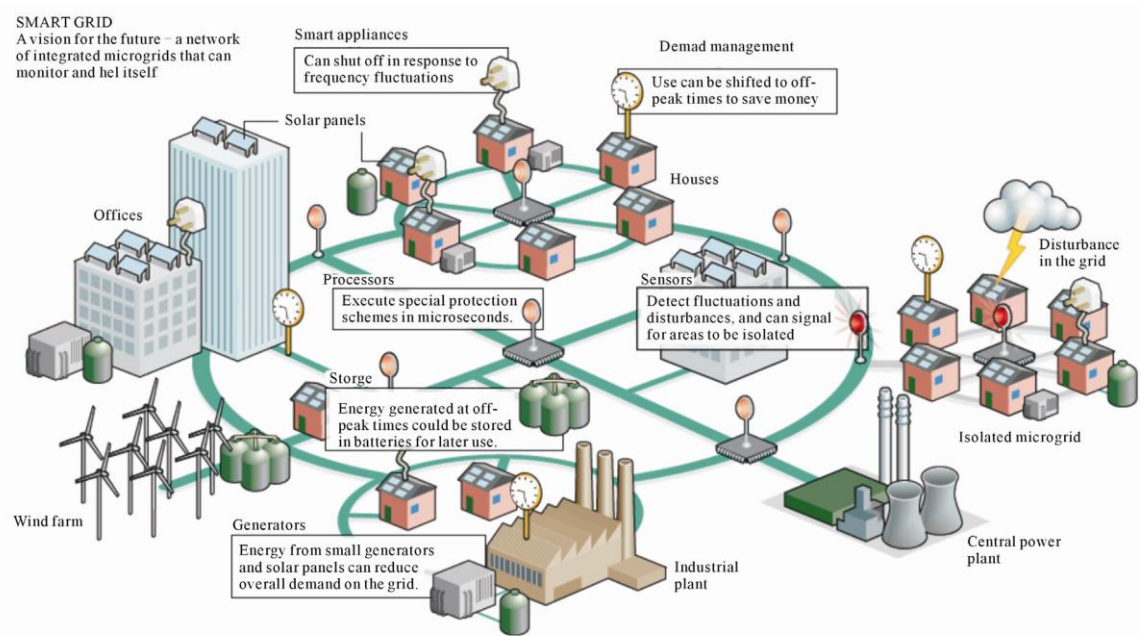 SMART GRID
A vision for the future – a network
of integrated microgrids that can
monitor and hel itself
Smart appliances
Can shut off in response to
frequency fluctuations
Demad management
Use can be shifted to off-
peak times to save money
Solar panels
Houses
Offices
Disturbance
in the grid
Processors
Execute special protection
schemes in microseconds.
Sensors
Detect fluctuations and
disturbances, and can signal
for areas to be isolated
Storge
Energy generated at off-
peak times could be stored
in batteries for later use.
Isolated microgrid
Wind farm
Generators
Energy from small generators
and solar panels can reduce
overall demand on the grid.
Industrial
plant
Central power
plant